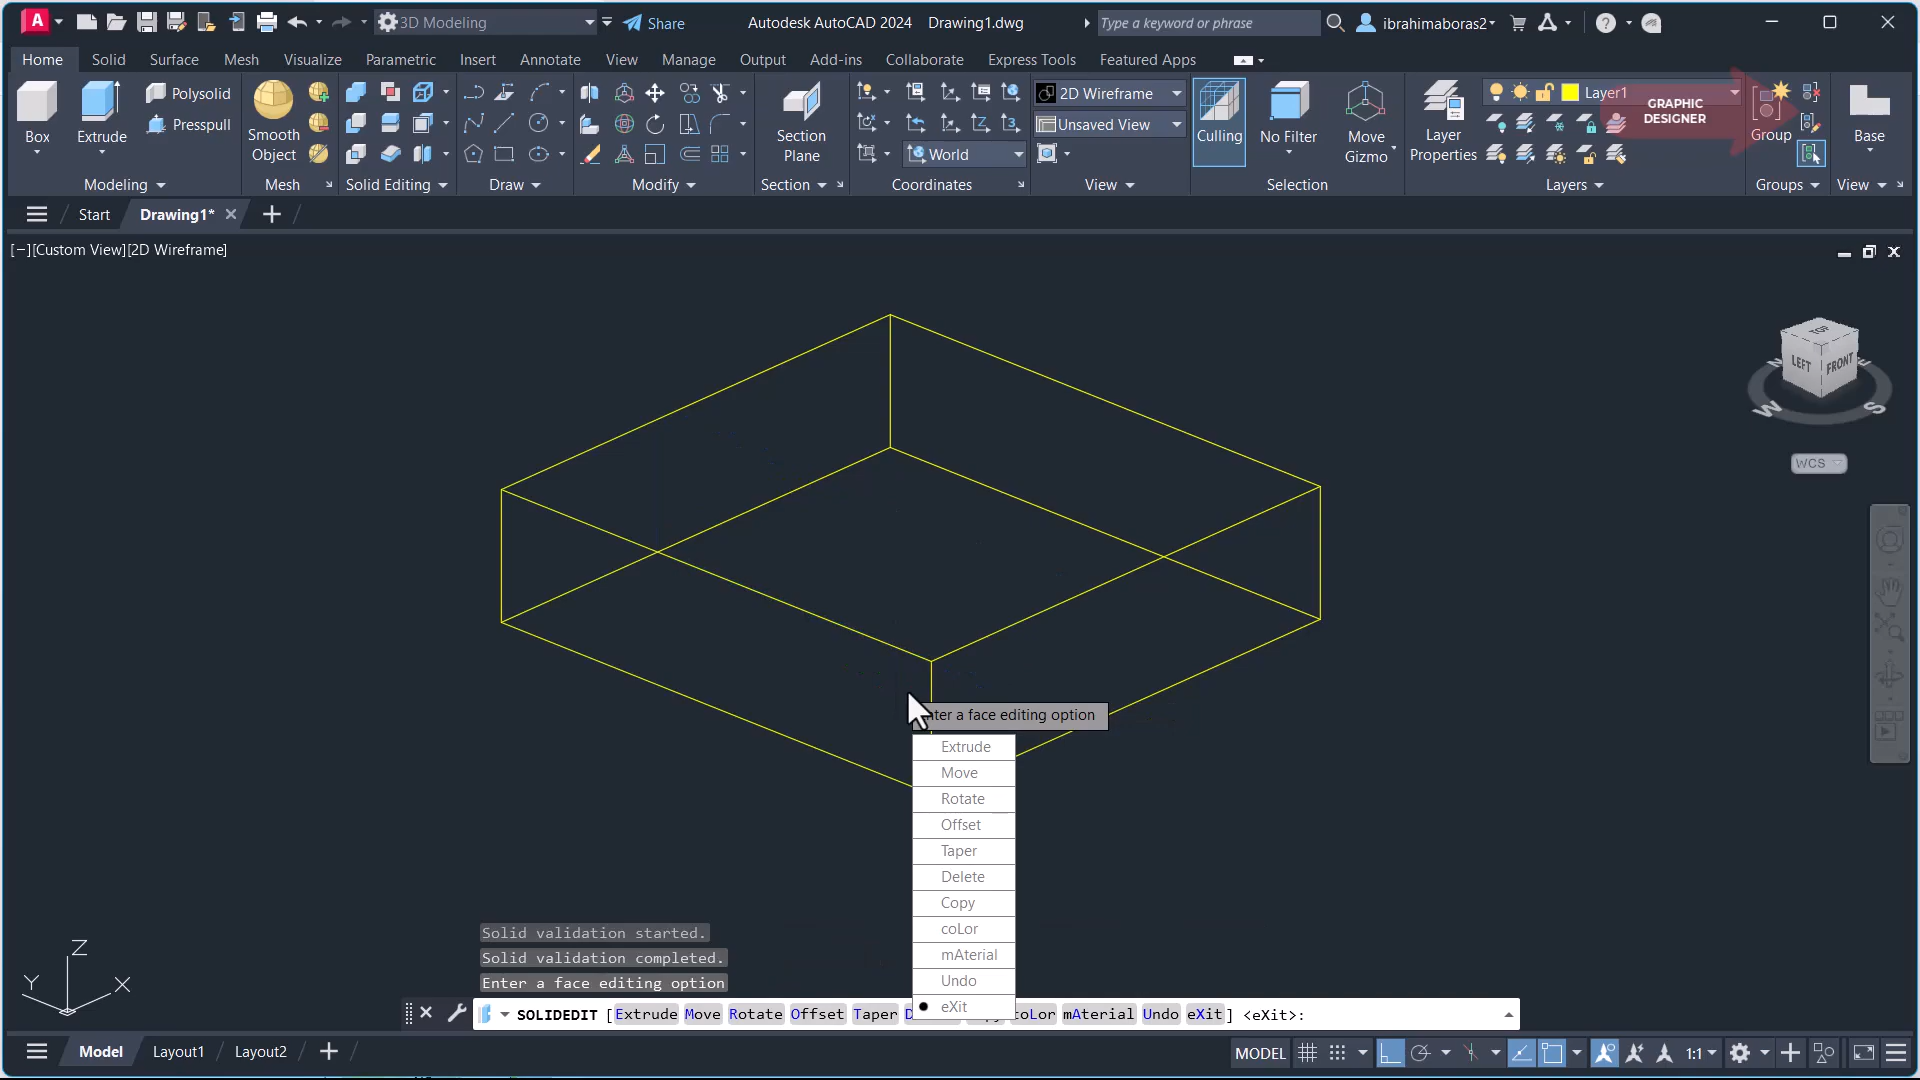 A 3D Modeling Share Autodesk AutoCAD 2024 Drawing1.dwg Type a keyword or phrase ibrahimaboras2
Home Solid Surface Mesh Visualize Parametric Insert Annotate View Manage Output Add-ins Collaborate Express Tools Featured Apps
Box
Extrude
Polysolid
Presspull
Smooth
Object
Section
Plane
World
2D Wireframe
Unsaved View
Culling
No Filter
Move
Gizmo
Layer
Properties
Layer1
GRAPHIC
DESIGNER
Group
Base
Modeling Mesh Solid Editing Draw Modify Section Coordinates View Selection Layers Groups View
Start Drawing1*
[−][Custom View][2D Wireframe]
TOP
LEFT
FRONT
W
S
WCS
nter a face editing option
Extrude
Move
Rotate
Offset
Taper
Delete
Copy
coLor
mAterial
Undo
eXit
Solid validation started.
Solid validation completed.
Enter a face editing option
Z
Y
X
SOLIDEDIT [Extrude Move Rotate Offset Taper coLor mAterial Undo eXit] <eXit>:
Model Layout1 Layout2
MODEL 1:1